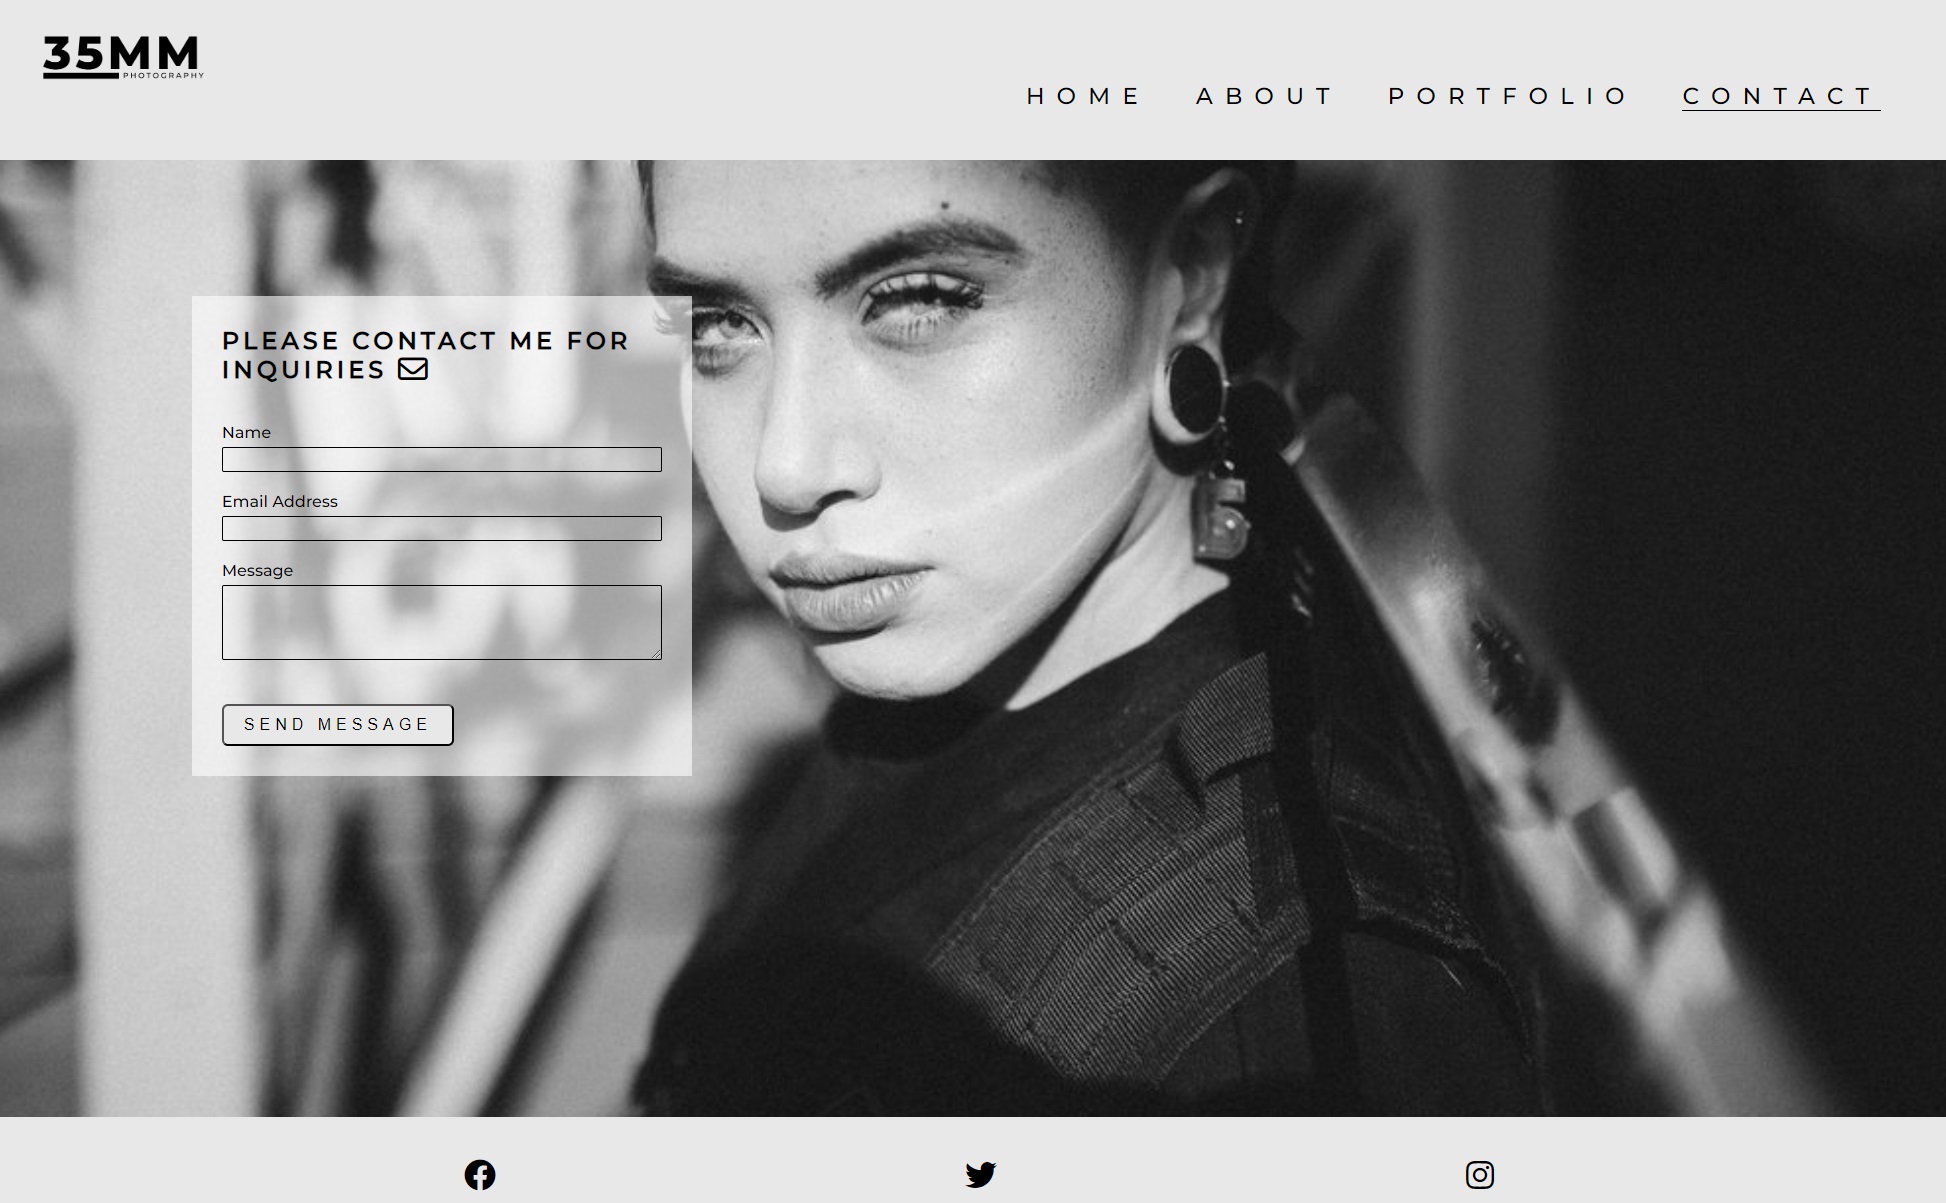 35MM
PHOTOGRAPHY
HOME ABOUT PORTFOLIO CONTACT
PLEASE CONTACT ME FOR
INQUIRIES
Name
Email Address
Message
SEND MESSAGE